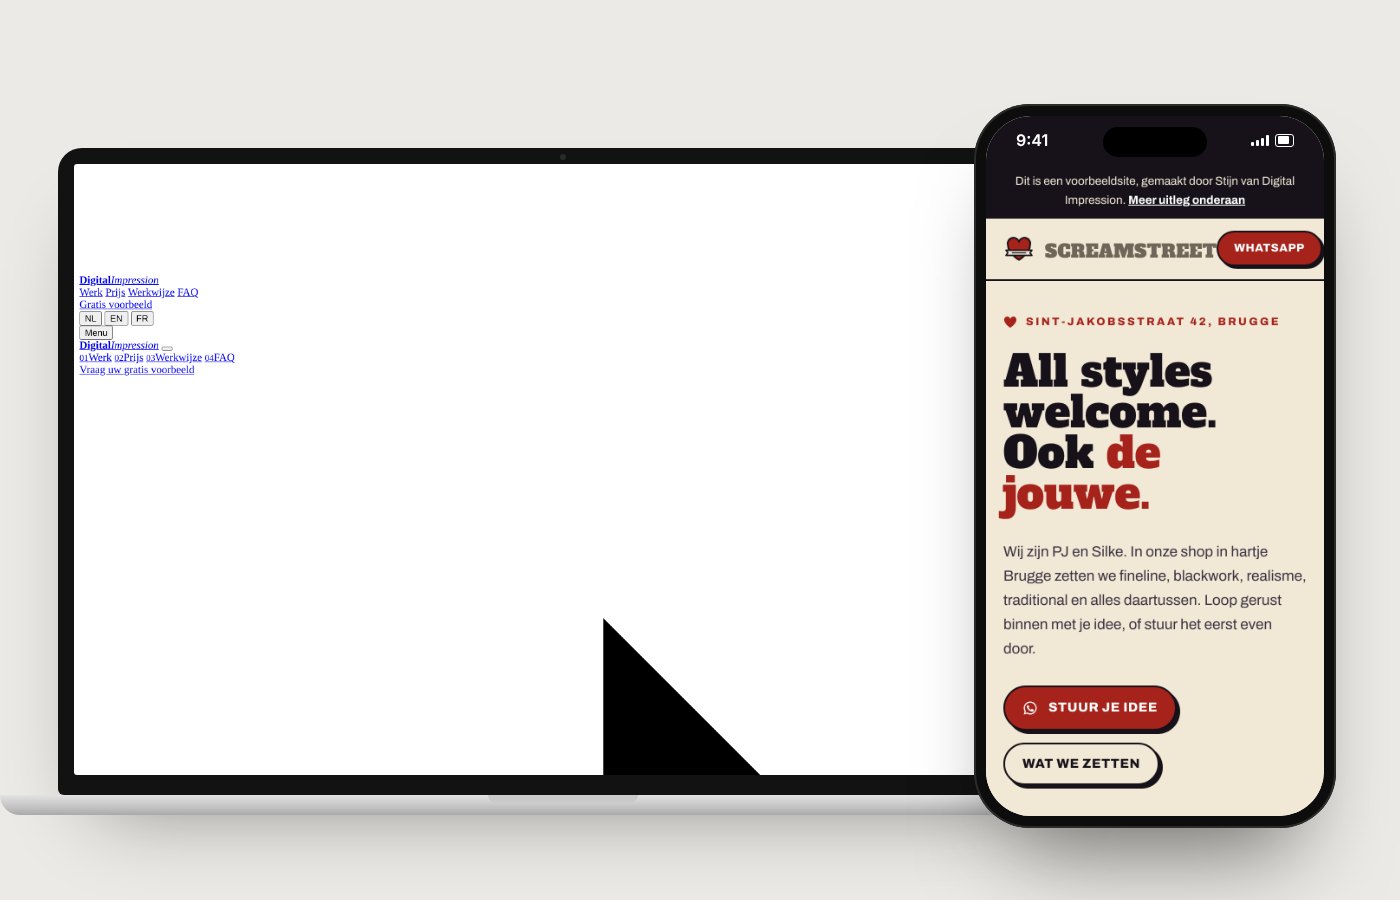 DigitalImpression
Werk Prijs Werkwijze FAQ
Gratis voorbeeld
NL EN FR
Menu
DigitalImpression
01Werk 02Prijs 03Werkwijze 04FAQ
Vraag uw gratis voorbeeld
9:41
Dit is een voorbeeldsite, gemaakt door Stijn van Digital
Impression. Meer uitleg onderaan
SCREAMSTREET
WHATSAPP
SINT-JAKOBSSTRAAT 42, BRUGGE
All styles
welcome.
Ook de
jouwe.
Wij zijn PJ en Silke. In onze shop in hartje
Brugge zetten we fineline, blackwork, realisme,
traditional en alles daartussen. Loop gerust
binnen met je idee, of stuur het eerst even
door.
STUUR JE IDEE
WAT WE ZETTEN